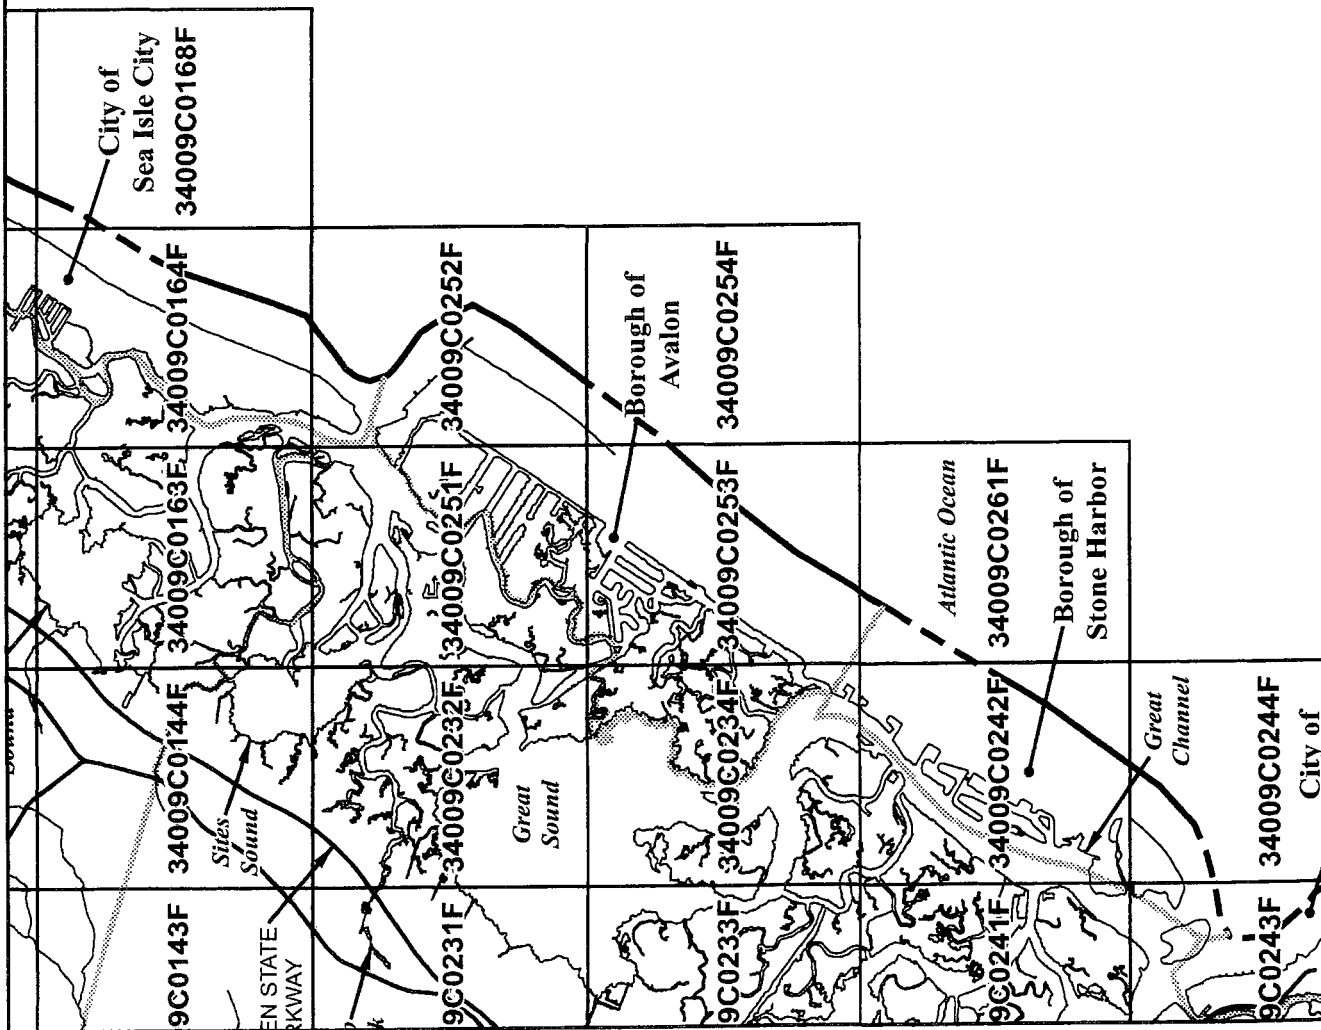 City of
Sea Isle City
34009C0168F
34009C0164F
34009C0163F
34009C0144F
9C0143F
Sites
Sound
EN STATE
RKWAY
34009C0252F
34009C0251F
34009C0232F
9C0231F
Great
Sound
Borough of
Avalon
34009C0254F
34009C0253F
34009C0234F
9C0233F
Atlantic Ocean
34009C0261F
34009C0242F
9C0241F
Borough of
Stone Harbor
Great
Channel
34009C0244F
9C0243F
City of